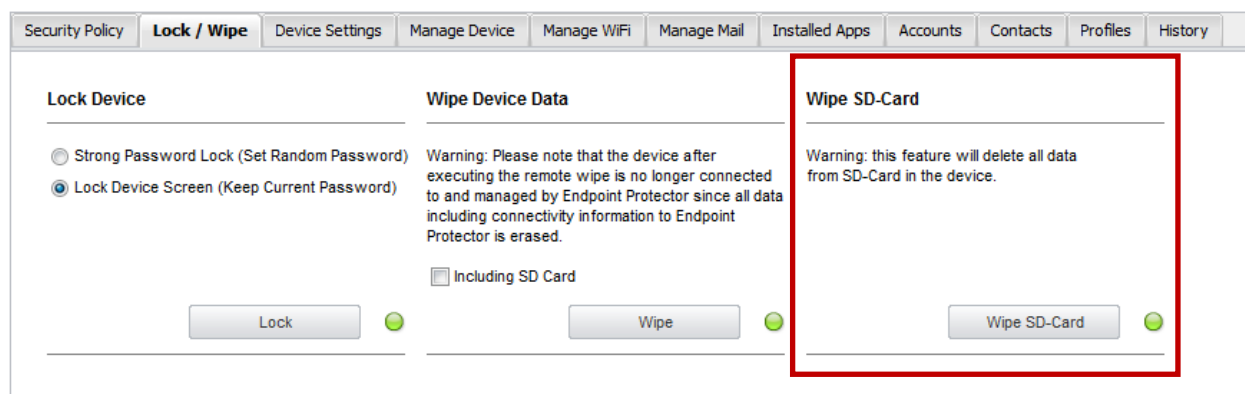 Security Policy Lock / Wipe Device Settings Manage Device Manage WiFi Manage Mail Installed Apps Accounts Contacts Profiles History
Lock Device
Strong Password Lock (Set Random Password)
Lock Device Screen (Keep Current Password)
Lock
Wipe Device Data
Warning: Please note that the device after
executing the remote wipe is no longer connected
to and managed by Endpoint Protector since all data
including connectivity information to Endpoint
Protector is erased.
Including SD Card
Wipe
Wipe SD-Card
Warning: this feature will delete all data
from SD-Card in the device.
Wipe SD-Card